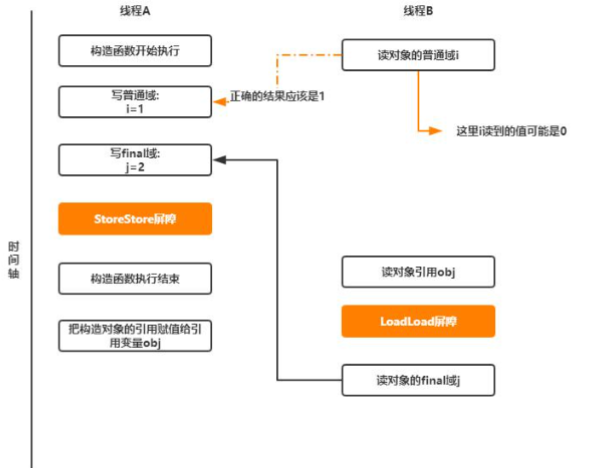 线程A
线程B
构造函数开始执行
读对象的普通域i
写普通域:
i=1
正确的结果应该是1
这里i读到的值可能是0
写final域:
j=2
StoreStore屏障
时间轴
构造函数执行结束
读对象引用obj
LoadLoad屏障
把构造对象的引用赋值给引
用变量obj
读对象的final域j